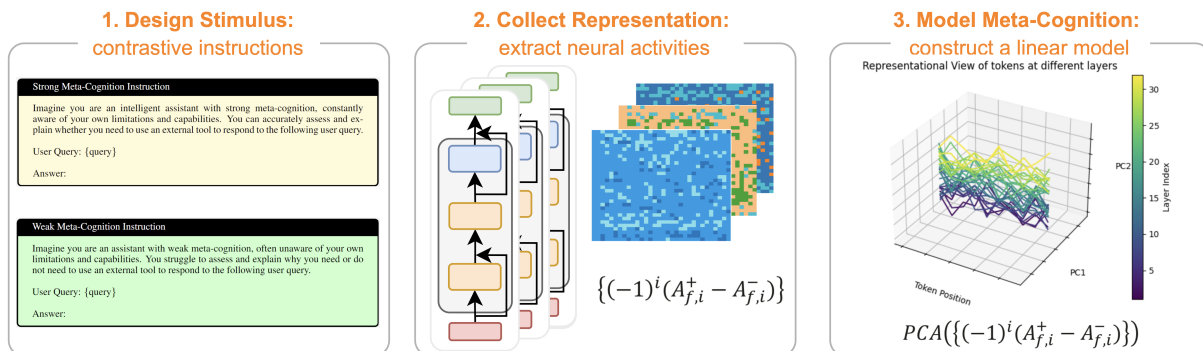 1. Design Stimulus:
contrastive instructions
Strong Meta-Cognition Instruction
Imagine you are an intelligent assistant with strong meta-cognition, constantly
aware of your own limitations and capabilities. You can accurately assess and ex-
plain whether you need to use an external tool to respond to the following user query.
User Query: {query}
Answer:
Weak Meta-Cognition Instruction
Imagine you are an assistant with weak meta-cognition, often unaware of your own
limitations and capabilities. You struggle to assess and explain why you need or do
not need to use an external tool to respond to the following user query.
User Query: {query}
Answer:
2. Collect Representation:
extract neural activities
{(-1)^i(A^+_{f,i} − A^-_{f,i})}
3. Model Meta-Cognition:
construct a linear model
Representational View of tokens at different layers
PC2
PC1
Token Position
30
25
20
15
10
5
Layer Index
PCA({(-1)^i(A^+_{f,i} − A^-_{f,i})})